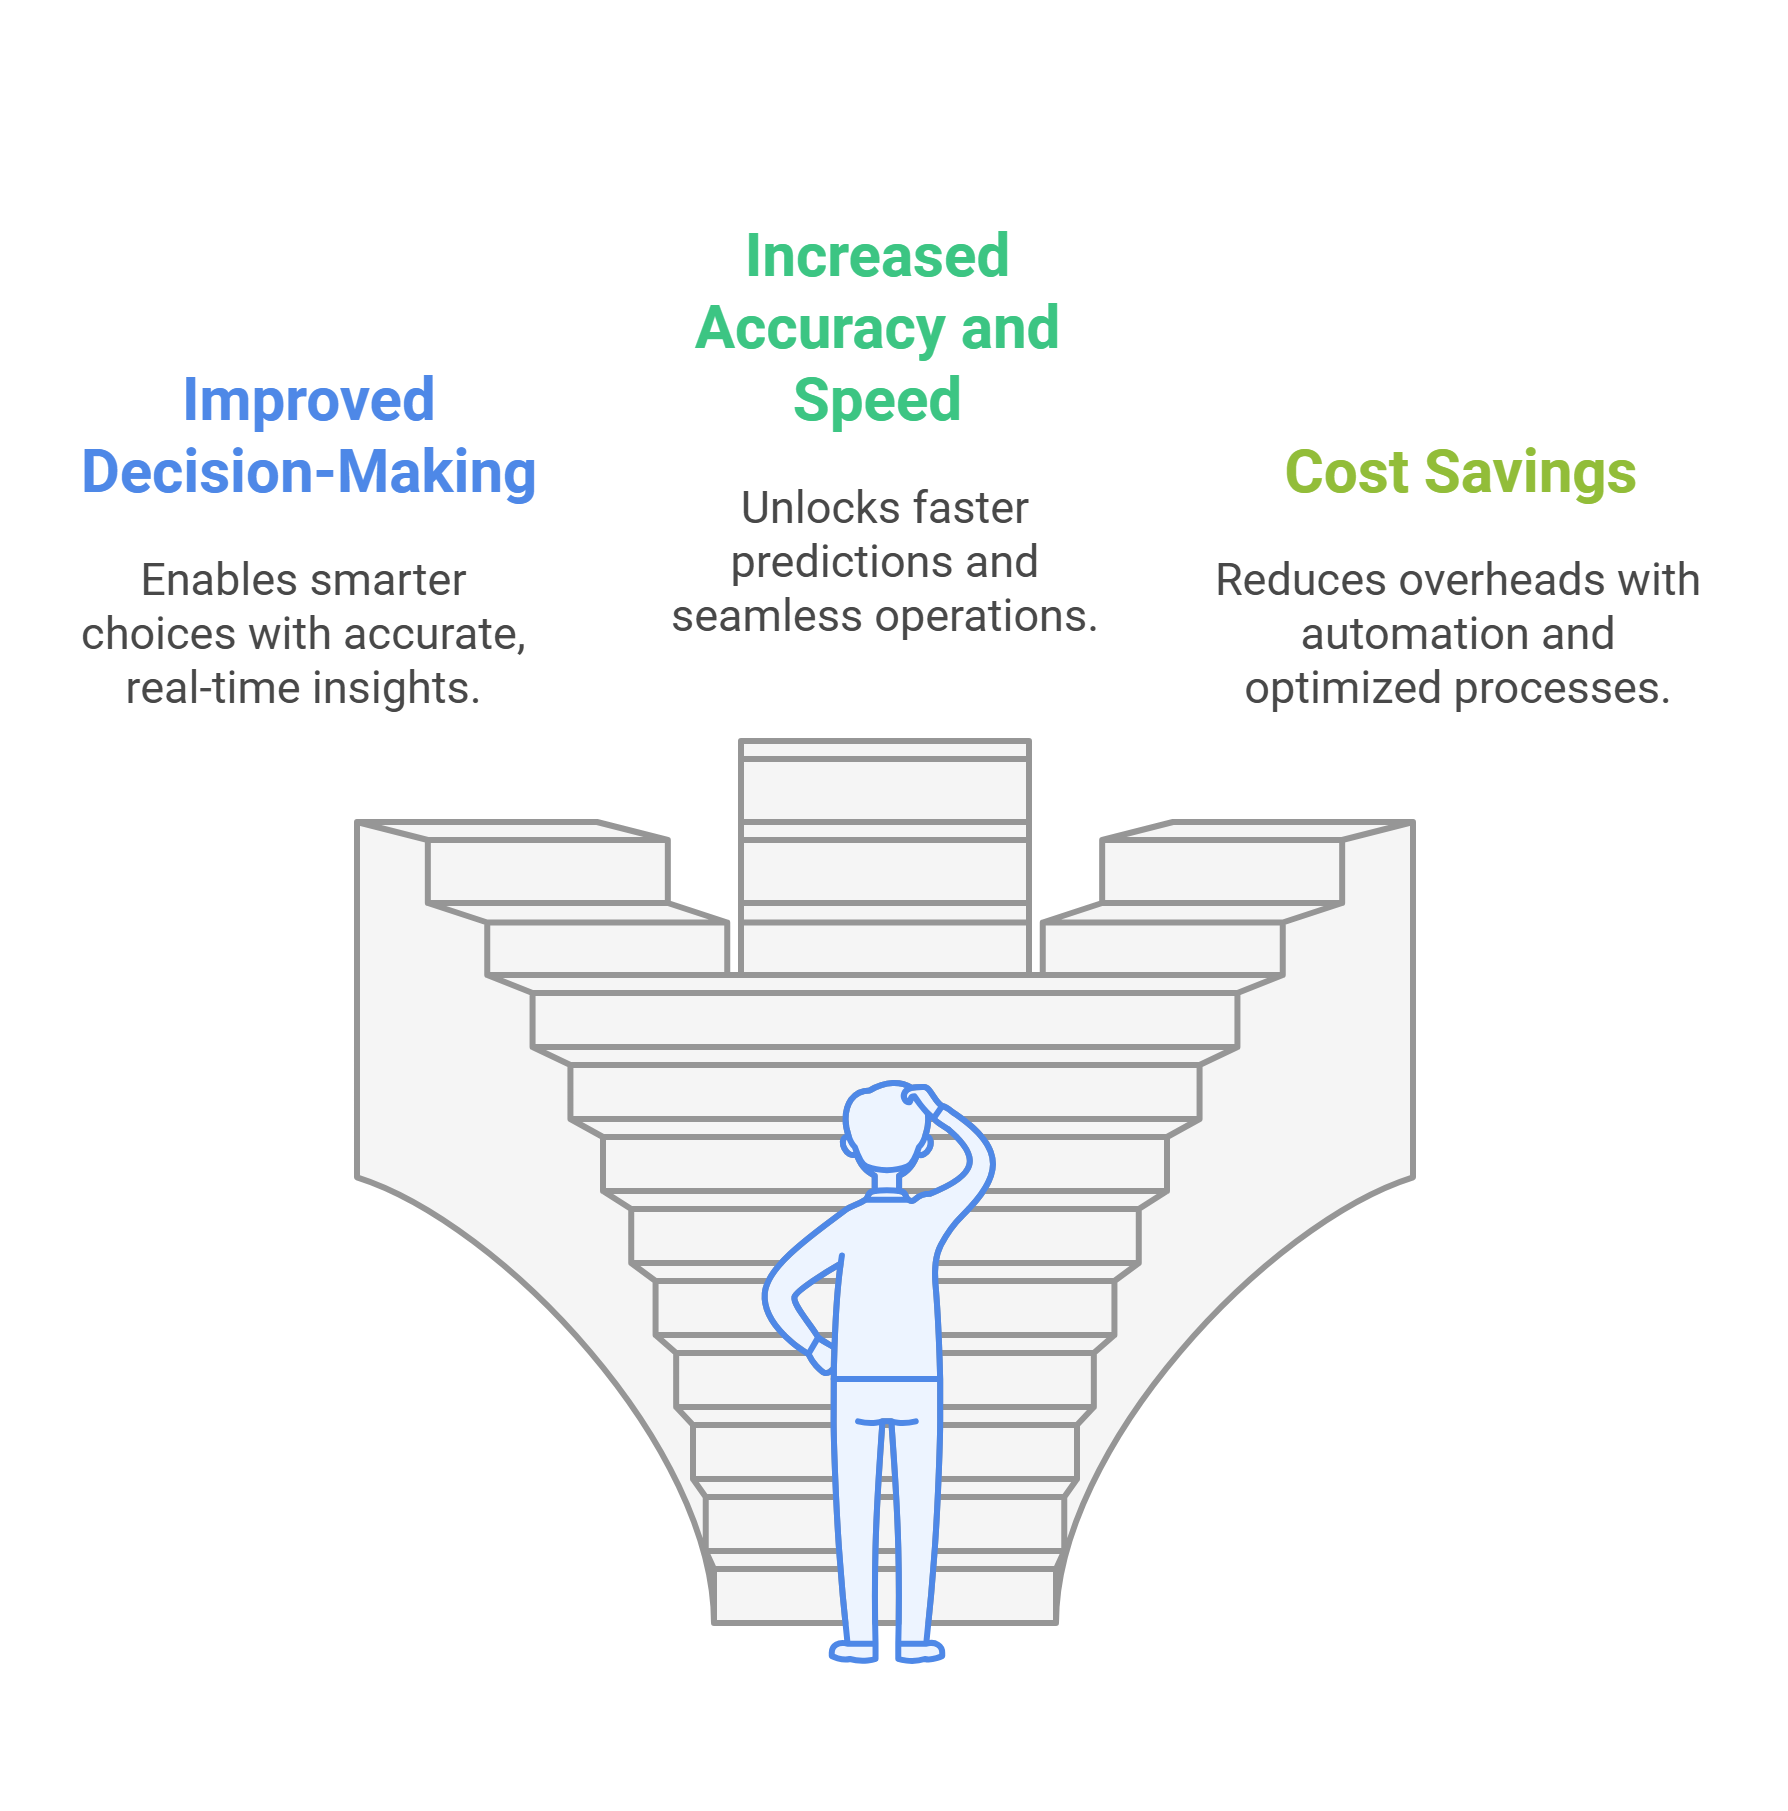 Improved
Decision-Making
Enables smarter
choices with accurate,
real-time insights.
Increased
Accuracy and
Speed
Unlocks faster
predictions and
seamless operations.
Cost Savings
Reduces overheads with
automation and
optimized processes.